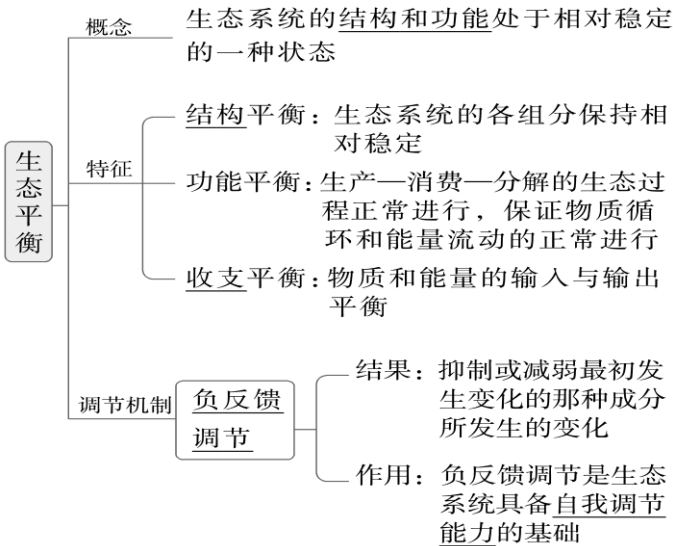 生态平衡
概念
生态系统的结构和功能处于相对稳定
的一种状态
特征
结构平衡：生态系统的各组分保持相
对稳定
功能平衡：生产—消费—分解的生态过
程正常进行，保证物质循
环和能量流动的正常进行
收支平衡：物质和能量的输入与输出
平衡
调节机制
负反馈
调节
结果：抑制或减弱最初发
生变化的那种成分
所发生的变化
作用：负反馈调节是生态
系统具备自我调节
能力的基础